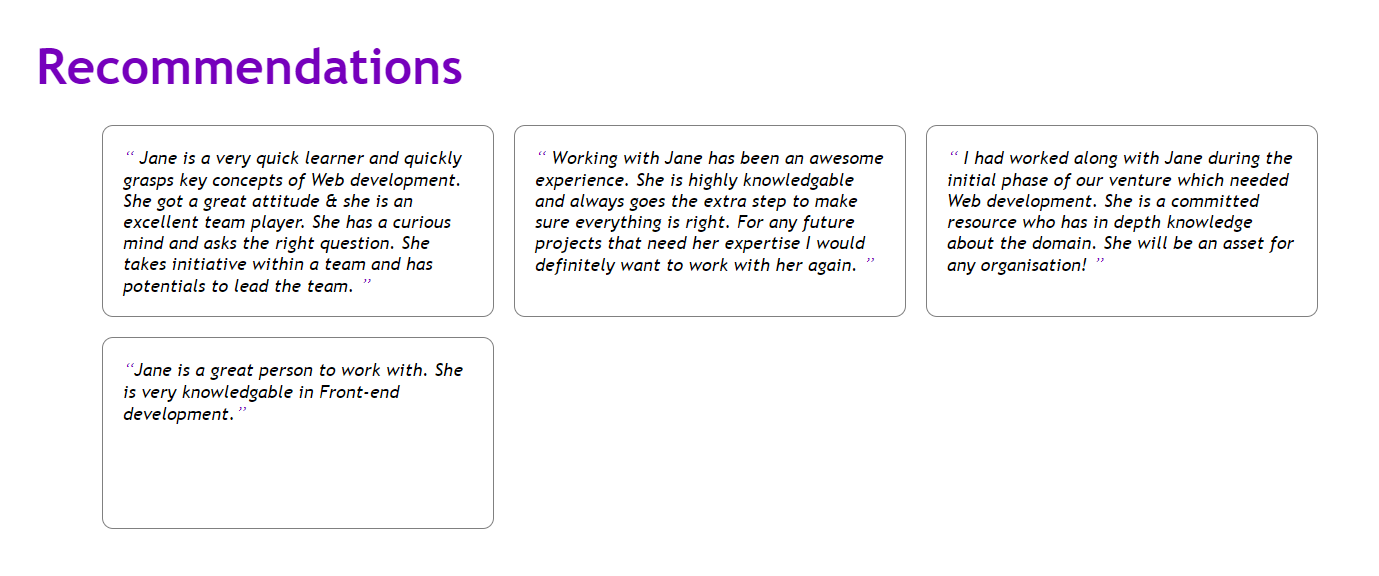 Recommendations
“ Jane is a very quick learner and quickly
grasps key concepts of Web development.
She got a great attitude & she is an
excellent team player. She has a curious
mind and asks the right question. She
takes initiative within a team and has
potentials to lead the team. ”
“ Working with Jane has been an awesome
experience. She is highly knowledgable
and always goes the extra step to make
sure everything is right. For any future
projects that need her expertise I would
definitely want to work with her again. ”
“ I had worked along with Jane during the
initial phase of our venture which needed
Web development. She is a committed
resource who has in depth knowledge
about the domain. She will be an asset for
any organisation! ”
“Jane is a great person to work with. She
is very knowledgable in Front-end
development.”